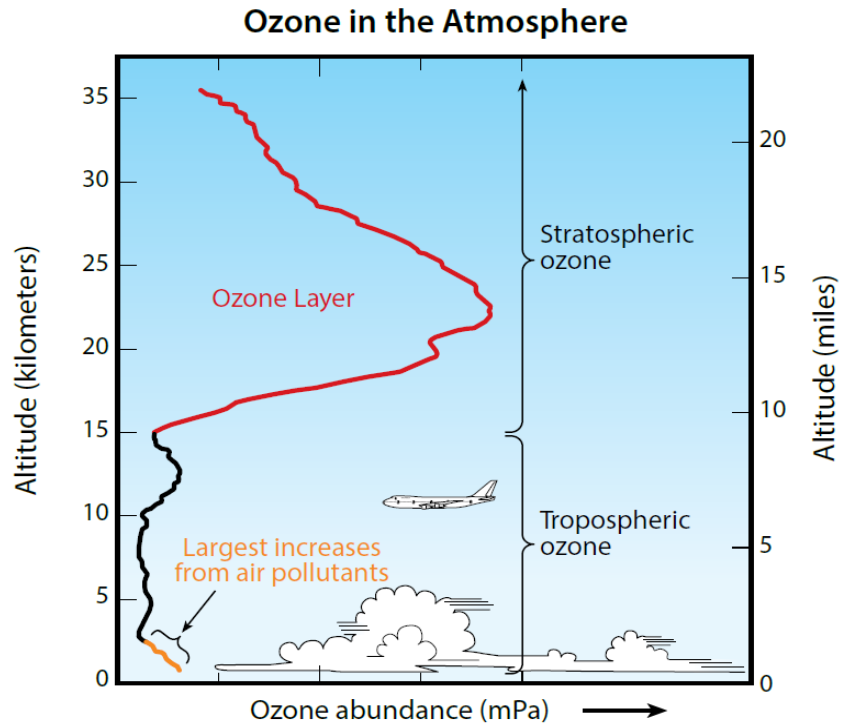 Ozone in the Atmosphere
Altitude (kilometers)
35
30
25
20
15
10
5
0
Ozone Layer
Largest increases
from air pollutants
Stratospheric
ozone
Tropospheric
ozone
20
15
10
5
0
Altitude (miles)
Ozone abundance (mPa)